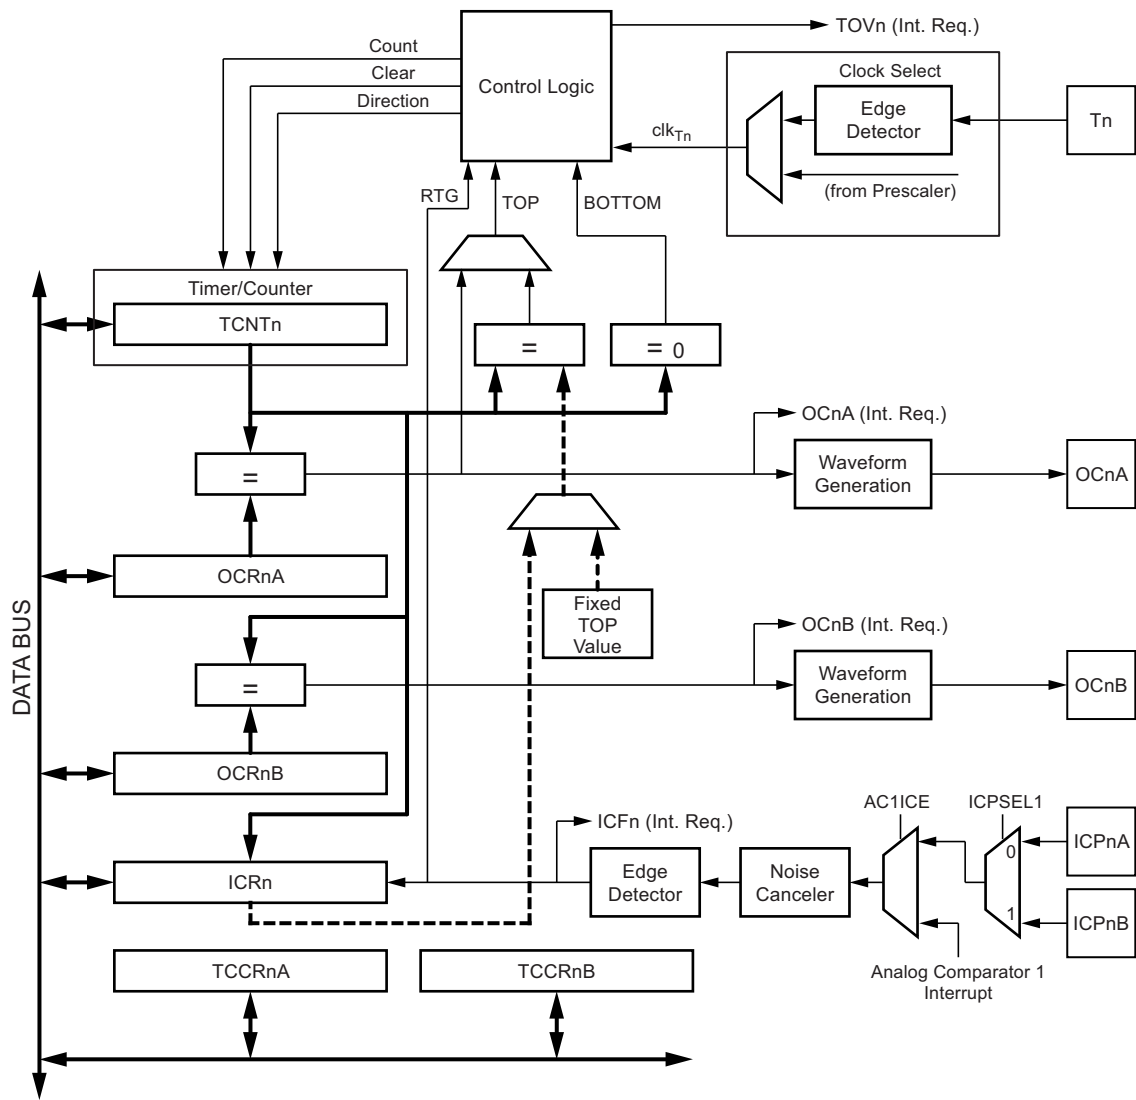 TOVn (Int. Req.)
Count
Clear
Direction
Control Logic
Clock Select
Edge
Detector
Tn
clkTn
(from Prescaler)
RTG
TOP
BOTTOM
Timer/Counter
TCNTn
=
= 0
OCnA (Int. Req.)
=
Waveform
Generation
OCnA
OCRnA
Fixed
TOP
Value
DATA BUS
OCnB (Int. Req.)
=
Waveform
Generation
OCnB
OCRnB
AC1ICE
ICPSEL1
ICFn (Int. Req.)
0
ICPnA
ICRn
Edge
Detector
Noise
Canceler
1
ICPnB
Analog Comparator 1
Interrupt
TCCRnA
TCCRnB